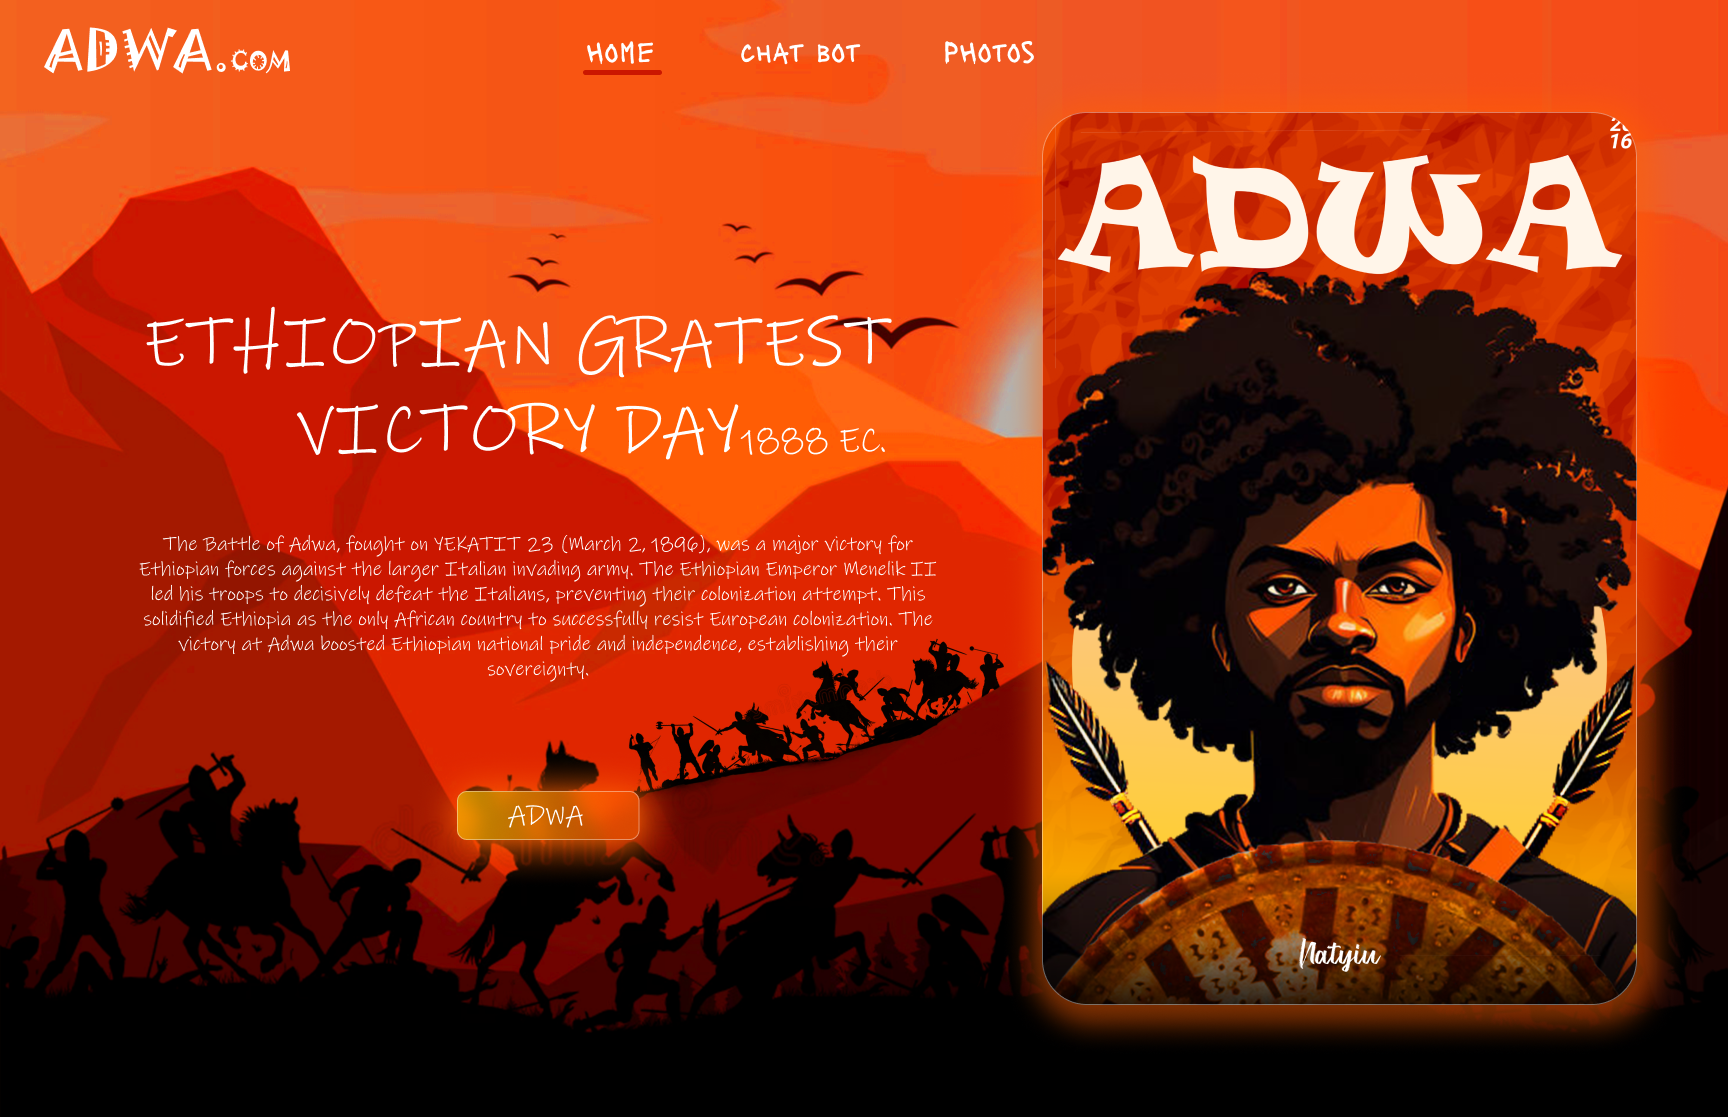 ADWA.COM
HOME CHAT BOT PHOTOS
ETHIOPIAN GRATEST
VICTORY DAY 1888 EC.
The Battle of Adwa, fought on YEKATIT 23 (March 2, 1896), was a major victory for
Ethiopian forces against the larger Italian invading army. The Ethiopian Emperor Menelik II
led his troops to decisively defeat the Italians, preventing their colonization attempt. This
solidified Ethiopia as the only African country to successfully resist European colonization. The
victory at Adwa boosted Ethiopian national pride and independence, establishing their
sovereignty.
ADWA
20
16
ADWA
Natyiu